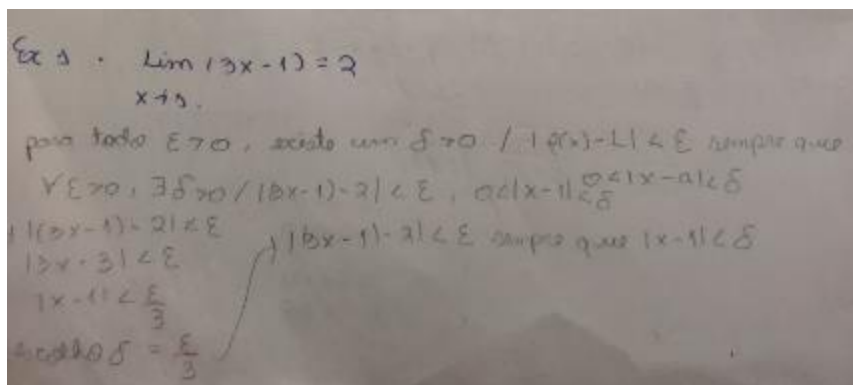 Ex 1. Lim (3x-1) = 2
x→1.
para todo ε>0, existe um δ>0 / |f(x)-L| < ε sempre que
0<|x-a|<δ
∀ε>0, ∃δ>0 / |(3x-1)-2| < ε, 0<|x-1|<δ
|(3x-1)-2| < ε
|(3x-1)-2| < ε sempre que |x-1| < δ
|3x-3| < ε
|x-1| < ε/3
escolho δ = ε/3